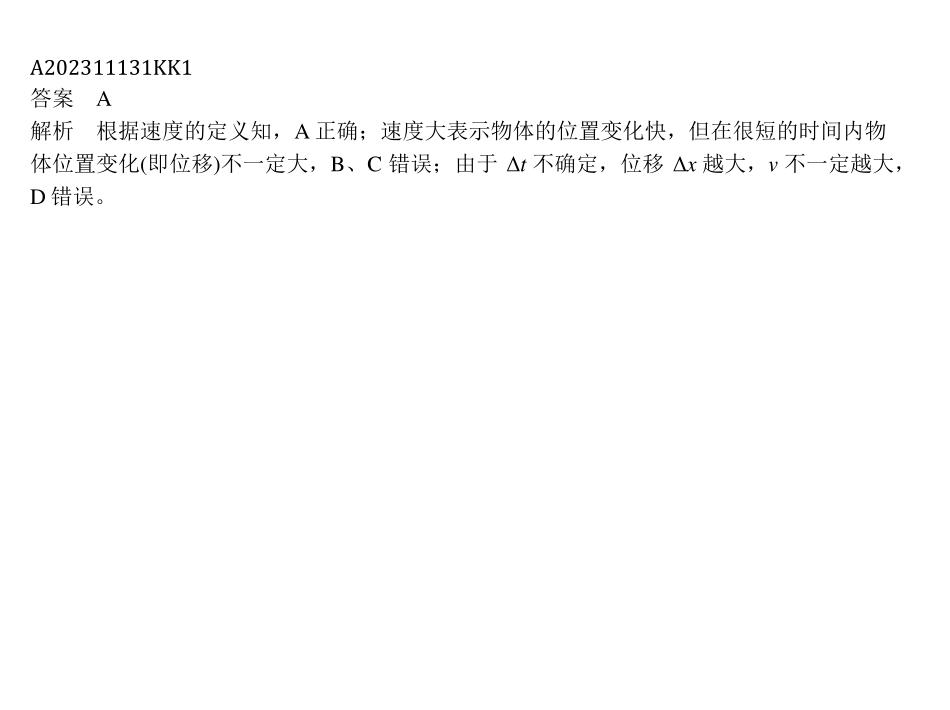 A202311131KK1
答案 A
解析 根据速度的定义知，A 正确；速度大表示物体的位置变化快，但在很短的时间内物
体位置变化(即位移)不一定大，B、C 错误；由于 Δt 不确定，位移 Δx 越大，v 不一定越大，
D 错误。